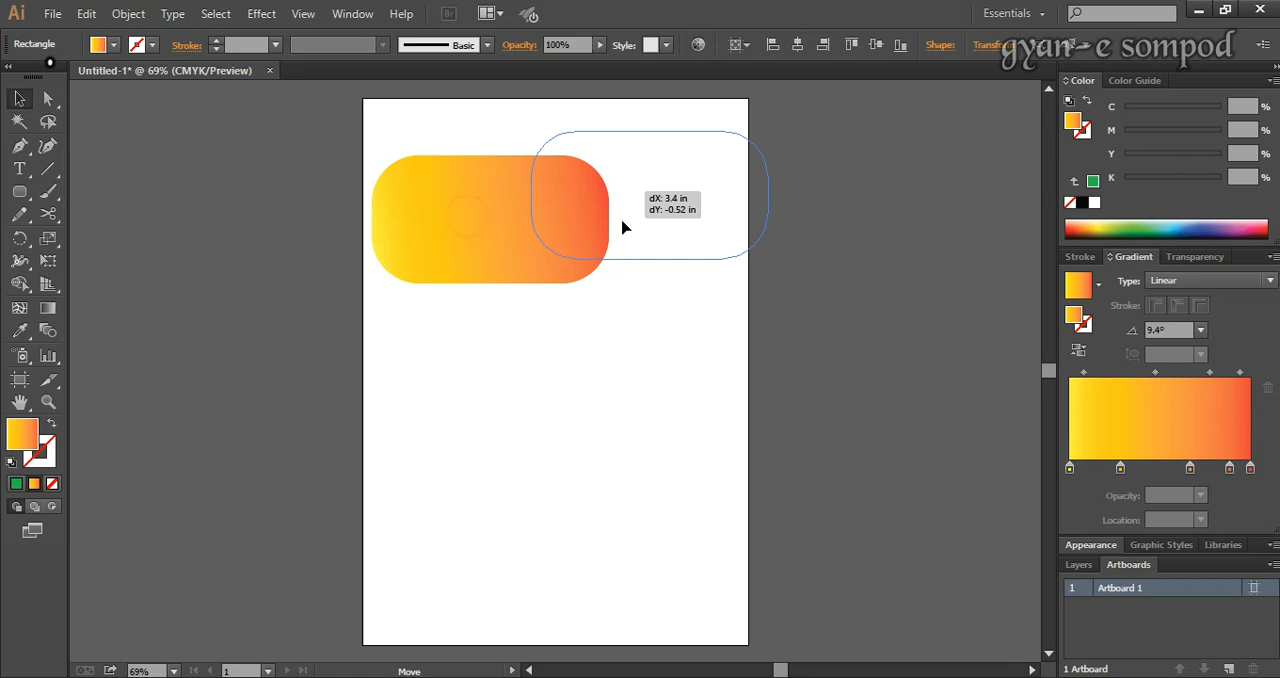 Ai File Edit Object Type Select Effect View Window Help Br Essentials
Rectangle Stroke: Basic Opacity: 100% Style: Shape: Transform
gyan-e sompod
Untitled-1* @ 69% (CMYK/Preview) ×
Color Color Guide
C %
M %
Y %
K %
dX: 3.4 in
dY: -0.52 in
Stroke Gradient Transparency
Type: Linear
Stroke:
9.4°
Opacity:
Location:
Appearance Graphic Styles Libraries
Layers Artboards
1 Artboard 1
69% 1 Move
1 Artboard